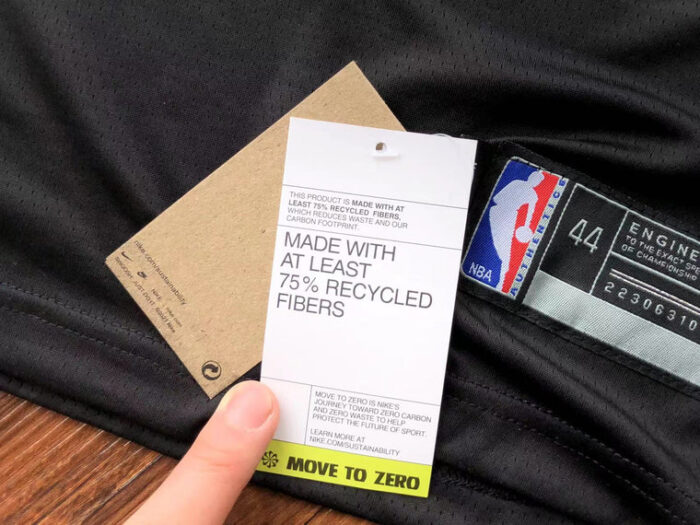 THIS PRODUCT IS MADE WITH AT
LEAST 75% RECYCLED FIBERS,
WHICH REDUCES WASTE AND OUR
CARBON FOOTPRINT.
MADE WITH
AT LEAST
75% RECYCLED
FIBERS
MOVE TO ZERO IS NIKE'S
JOURNEY TOWARD ZERO CARBON
AND ZERO WASTE TO HELP
PROTECT THE FUTURE OF SPORT.
LEARN MORE AT
NIKE.COM/SUSTAINABILITY
MOVE TO ZERO
nike.com/sustainability
NBA
AUTHENTICS
44
ENGINE
TO THE EXACT SPE
OF CHAMPIONSHIP
22306310